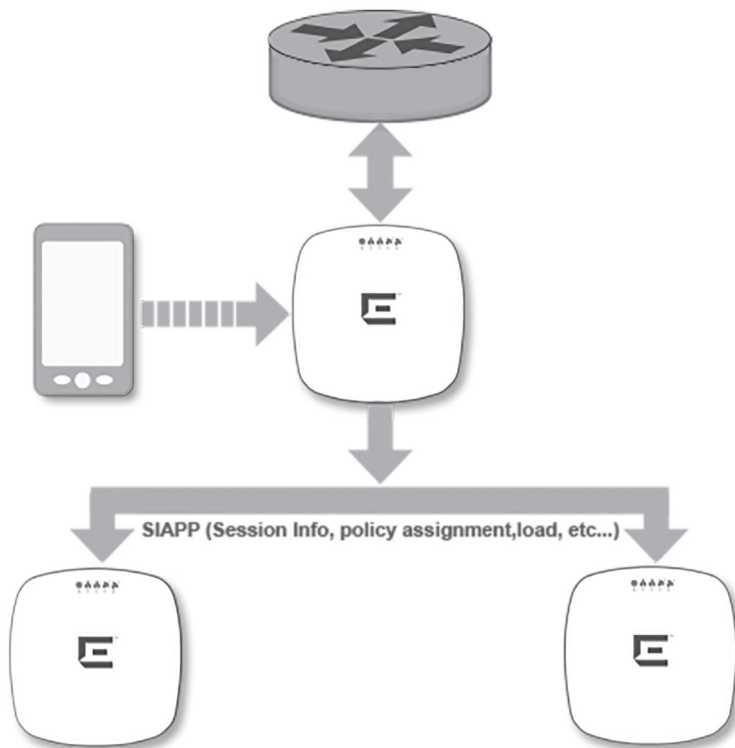 SIAPP (Session Info, policy assignment,load, etc...)